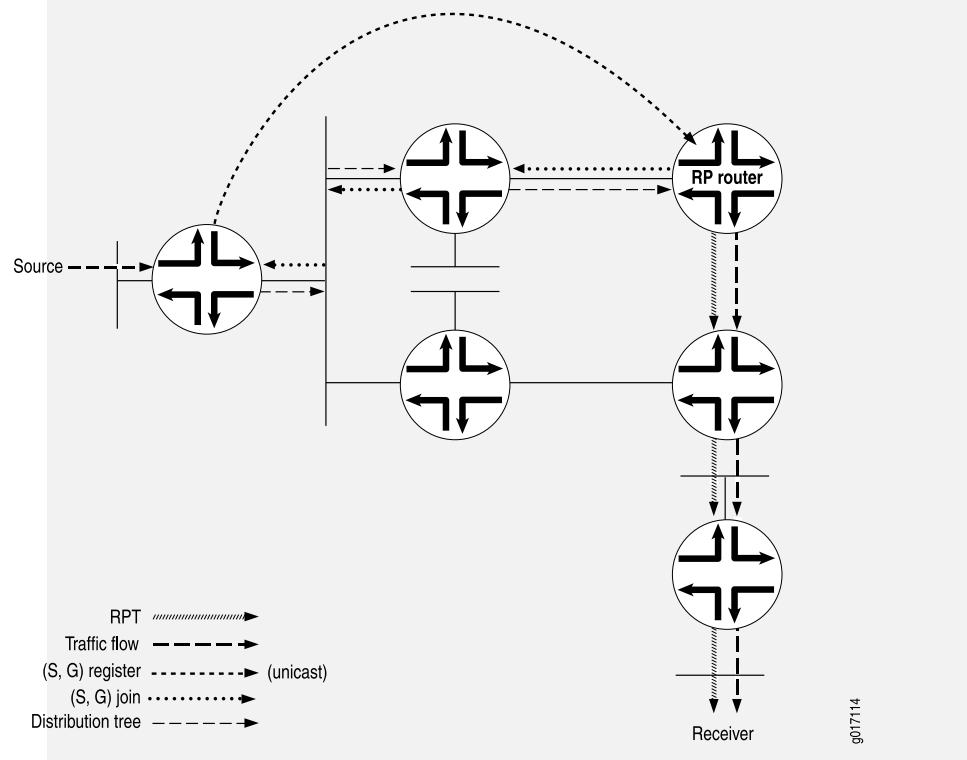 RP router
Source
RPT
Traffic flow
(S, G) register (unicast)
(S, G) join
Distribution tree
Receiver
g017114